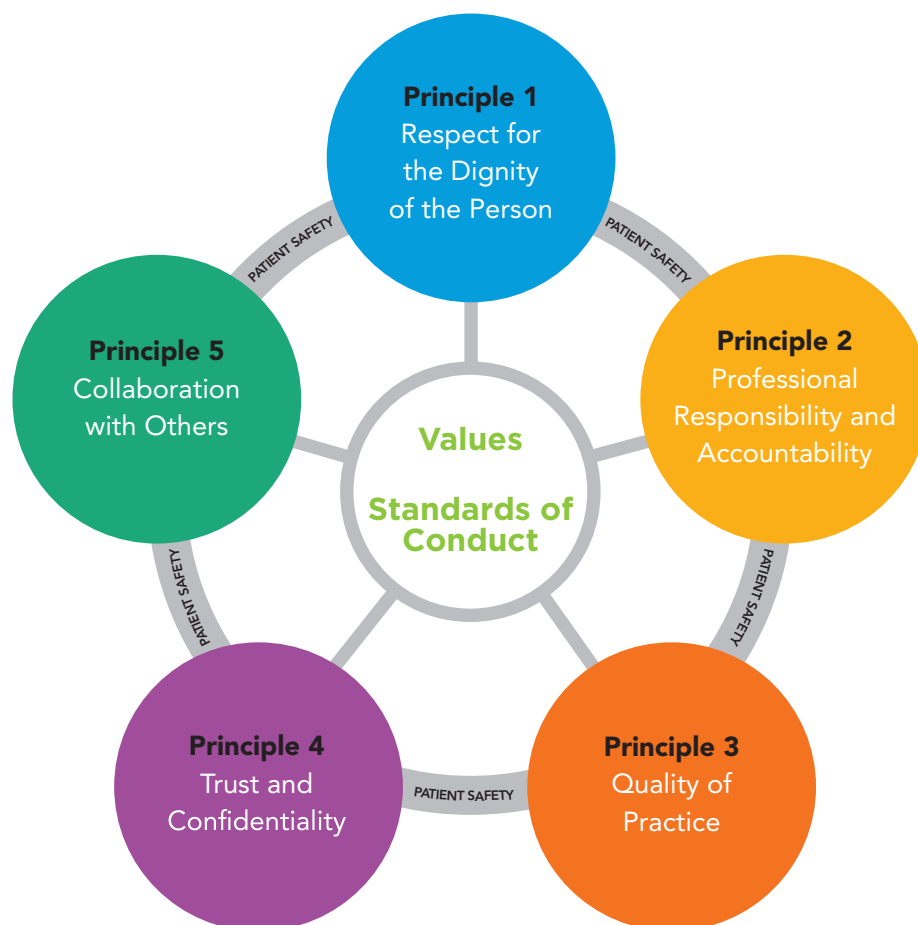 Principle 1
Respect for
the Dignity
of the Person
PATIENT SAFETY
PATIENT SAFETY
Principle 5
Collaboration
with Others
Principle 2
Professional
Responsibility and
Accountability
Values
Standards of
Conduct
PATIENT SAFETY
PATIENT SAFETY
Principle 4
Trust and
Confidentiality
PATIENT SAFETY
Principle 3
Quality of
Practice